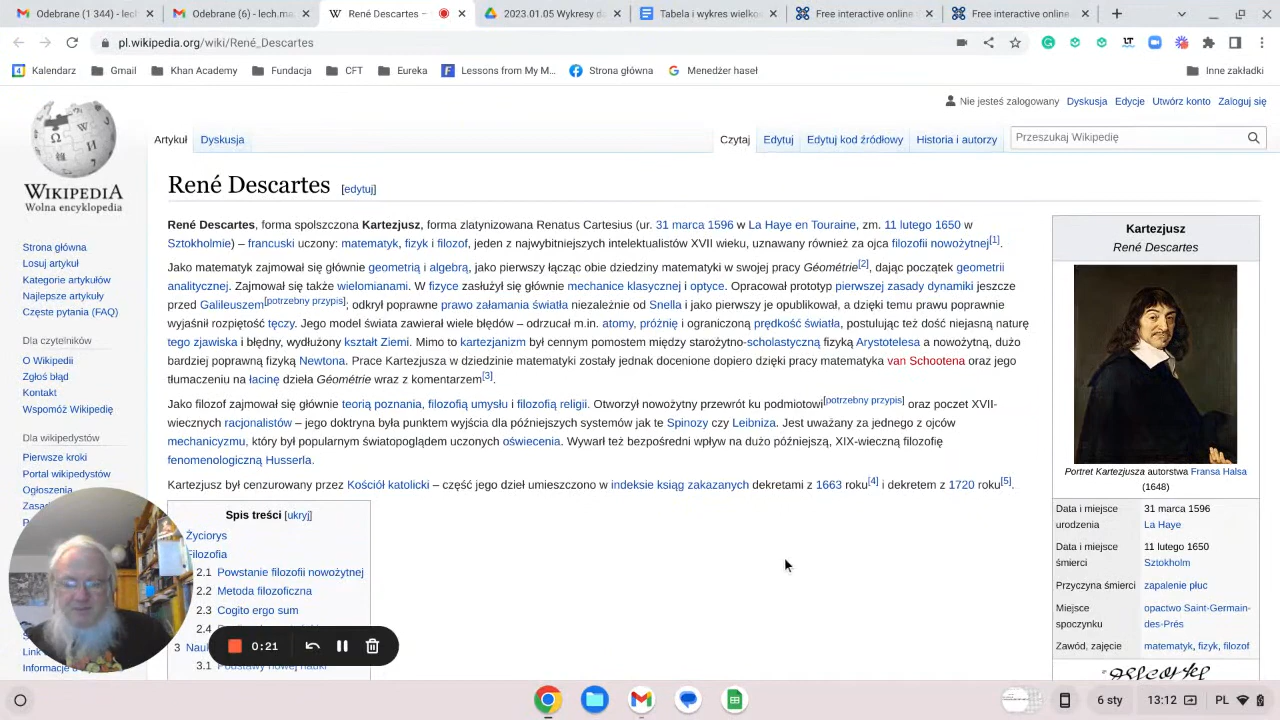 Odebrane (1 344) - lech
Odebrane (6) - lech.ma
René Descartes –
2023.01.05 Wykresy d
Tabela i wykres wielko
Free interactive online
Free interactive online
pl.wikipedia.org/wiki/René_Descartes
Kalendarz
Gmail
Khan Academy
Fundacja
CFT
Eureka
Lessons from My M...
Strona główna
Menedżer haseł
Inne zakładki
Nie jesteś zalogowany
Dyskusja
Edycje
Utwórz konto
Zaloguj się
Artykuł
Dyskusja
Czytaj
Edytuj
Edytuj kod źródłowy
Historia i autorzy
Przeszukaj Wikipedię
WIKIPEDIA
Wolna encyklopedia
Strona główna
Losuj artykuł
Kategorie artykułów
Najlepsze artykuły
Częste pytania (FAQ)
Dla czytelników
O Wikipedii
Zgłoś błąd
Kontakt
Wspomóż Wikipedię
Dla wikipedystów
Pierwsze kroki
Portal wikipedystów
Ogłoszenia
Informacje
René Descartes [edytuj]
René Descartes, forma spolszczona Kartezjusz, forma zlatynizowana Renatus Cartesius (ur. 31 marca 1596 w La Haye en Touraine, zm. 11 lutego 1650 w
Sztokholmie) – francuski uczony: matematyk, fizyk i filozof, jeden z najwybitniejszych intelektualistów XVII wieku, uznawany również za ojca filozofii nowożytnej[1].
Jako matematyk zajmował się głównie geometrią i algebrą, jako pierwszy łącząc obie dziedziny matematyki w swojej pracy Géométrie[2], dając początek geometrii
analitycznej. Zajmował się także wielomianami. W fizyce zasłużył się głównie mechanice klasycznej i optyce. Opracował prototyp pierwszej zasady dynamiki jeszcze
przed Galileuszem[potrzebny przypis]; odkrył poprawne prawo załamania światła niezależnie od Snella i jako pierwszy je opublikował, a dzięki temu prawu poprawnie
wyjaśnił rozpiętość tęczy. Jego model świata zawierał wiele błędów – odrzucał m.in. atomy, próżnię i ograniczoną prędkość światła, postulując też dość niejasną naturę
tego zjawiska i błędny, wydłużony kształt Ziemi. Mimo to kartezjanizm był cennym pomostem między starożytno-scholastyczną fizyką Arystotelesa a nowożytną, dużo
bardziej poprawną fizyką Newtona. Prace Kartezjusza w dziedzinie matematyki zostały jednak docenione dopiero dzięki pracy matematyka van Schootena oraz jego
tłumaczeniu na łacinę dzieła Géométrie wraz z komentarzem[3].
Jako filozof zajmował się głównie teorią poznania, filozofią umysłu i filozofią religii. Otworzył nowożytny przewrót ku podmiotowi[potrzebny przypis] oraz poczet XVII-
wiecznych racjonalistów – jego doktryna była punktem wyjścia dla późniejszych systemów jak te Spinozy czy Leibniza. Jest uważany za jednego z ojców
mechanicyzmu, który był popularnym światopoglądem uczonych oświecenia. Wywarł też bezpośredni wpływ na dużo późniejszą, XIX-wieczną filozofię
fenomenologiczną Husserla.
Kartezjusz był cenzurowany przez Kościół katolicki – część jego dzieł umieszczono w indeksie ksiąg zakazanych dekretami z 1663 roku[4] i dekretem z 1720 roku[5].
Spis treści [ukryj]
Życiorys
Filozofia
2.1 Powstanie filozofii nowożytnej
2.2 Metoda filozoficzna
2.3 Cogito ergo sum
2.4
3
3.1 Podstawy nowej nauki
0:21
Kartezjusz
René Descartes
Portret Kartezjusza autorstwa Fransa Halsa
(1648)
Data i miejsce urodzenia
31 marca 1596
La Haye
Data i miejsce śmierci
11 lutego 1650
Sztokholm
Przyczyna śmierci
zapalenie płuc
Miejsce spoczynku
opactwo Saint-Germain-
des-Prés
Zawód, zajęcie
matematyk, fizyk, filozof
6 sty
13:12
PL